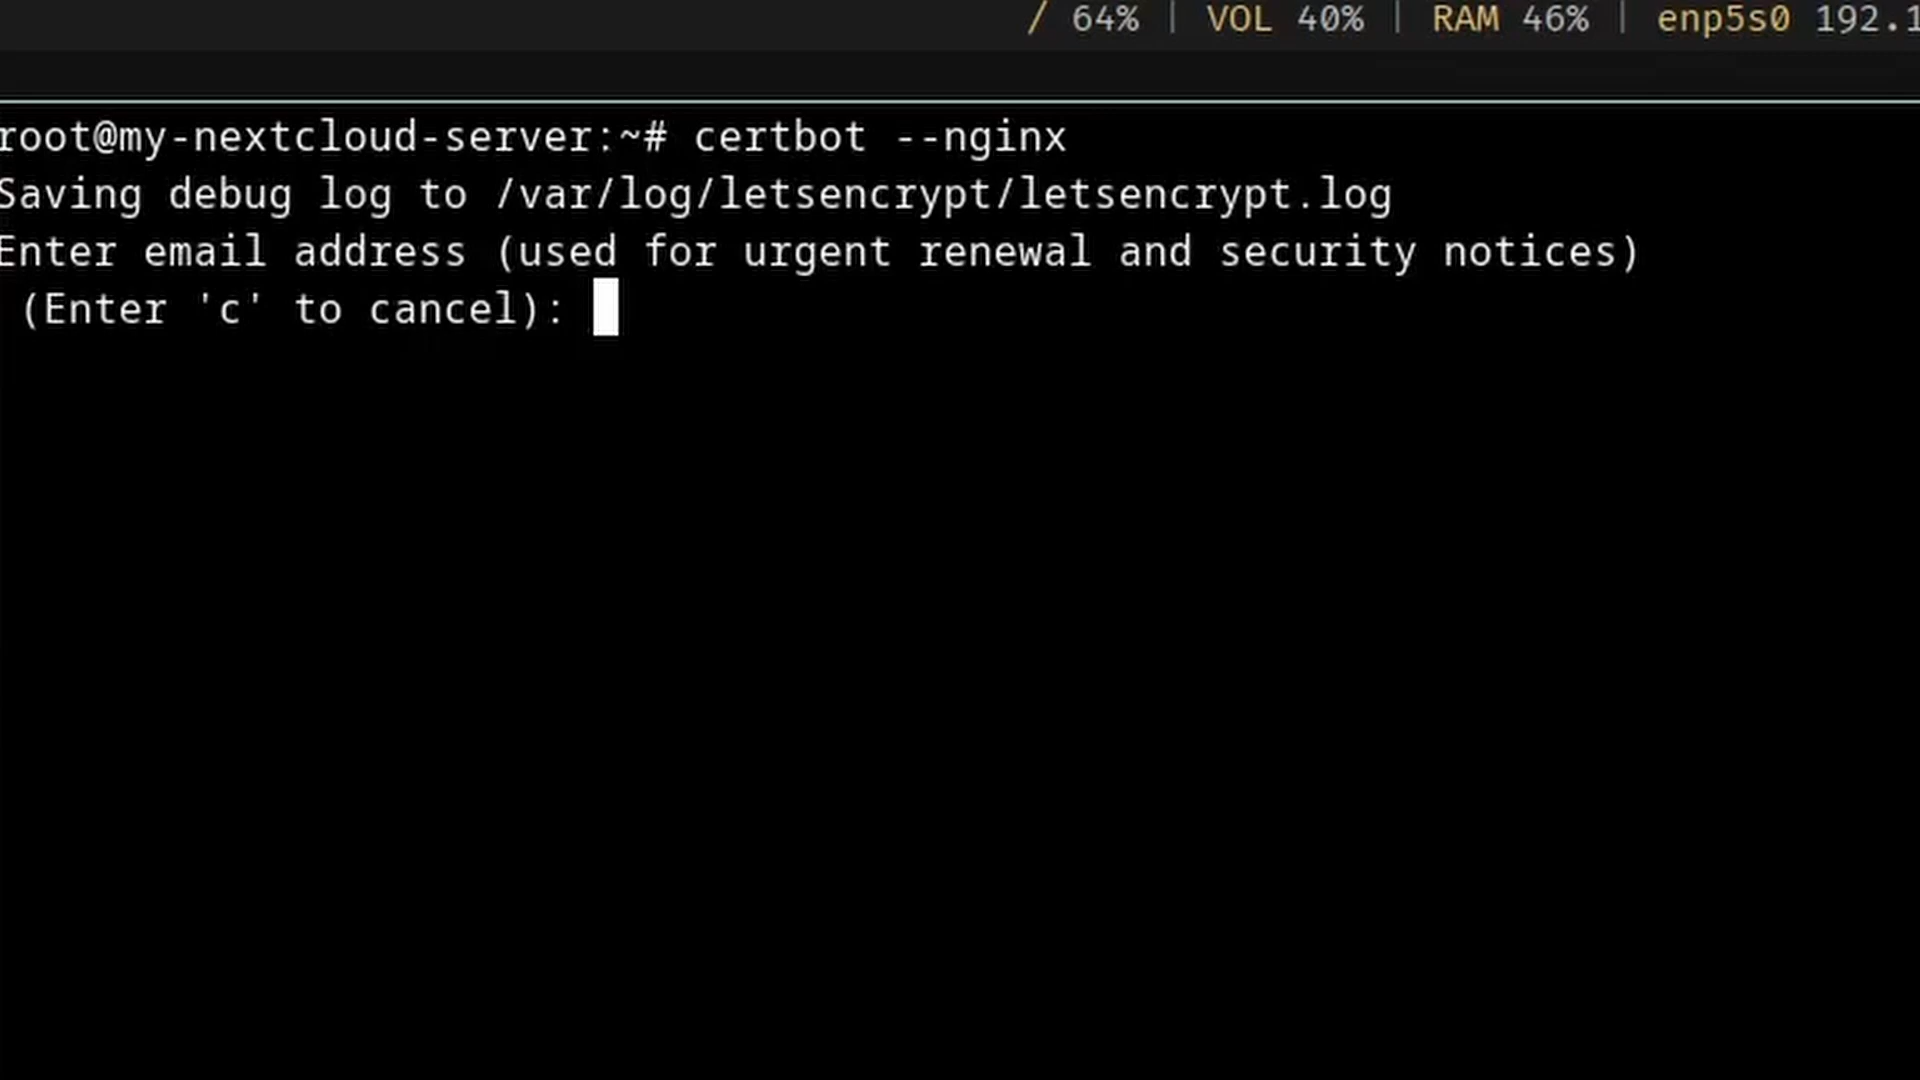 / 64% | VOL 40% | RAM 46% | enp5s0 192.1
root@my-nextcloud-server:~# certbot --nginx
Saving debug log to /var/log/letsencrypt/letsencrypt.log
Enter email address (used for urgent renewal and security notices)
(Enter 'c' to cancel):